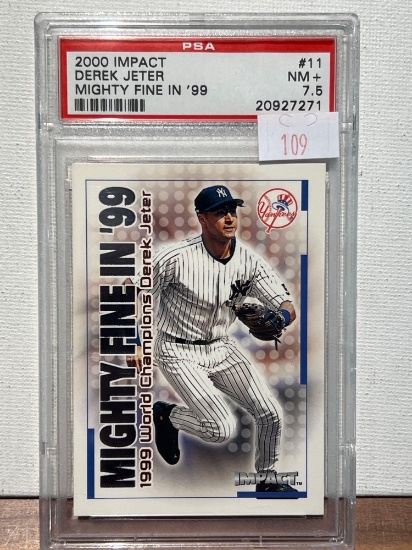 PSA
2000 IMPACT #11
DEREK JETER NM+
MIGHTY FINE IN '99 7.5
20927271
109
Yankees
MIGHTY FINE IN '99
1999 World Champions Derek Jeter
IMPACT™